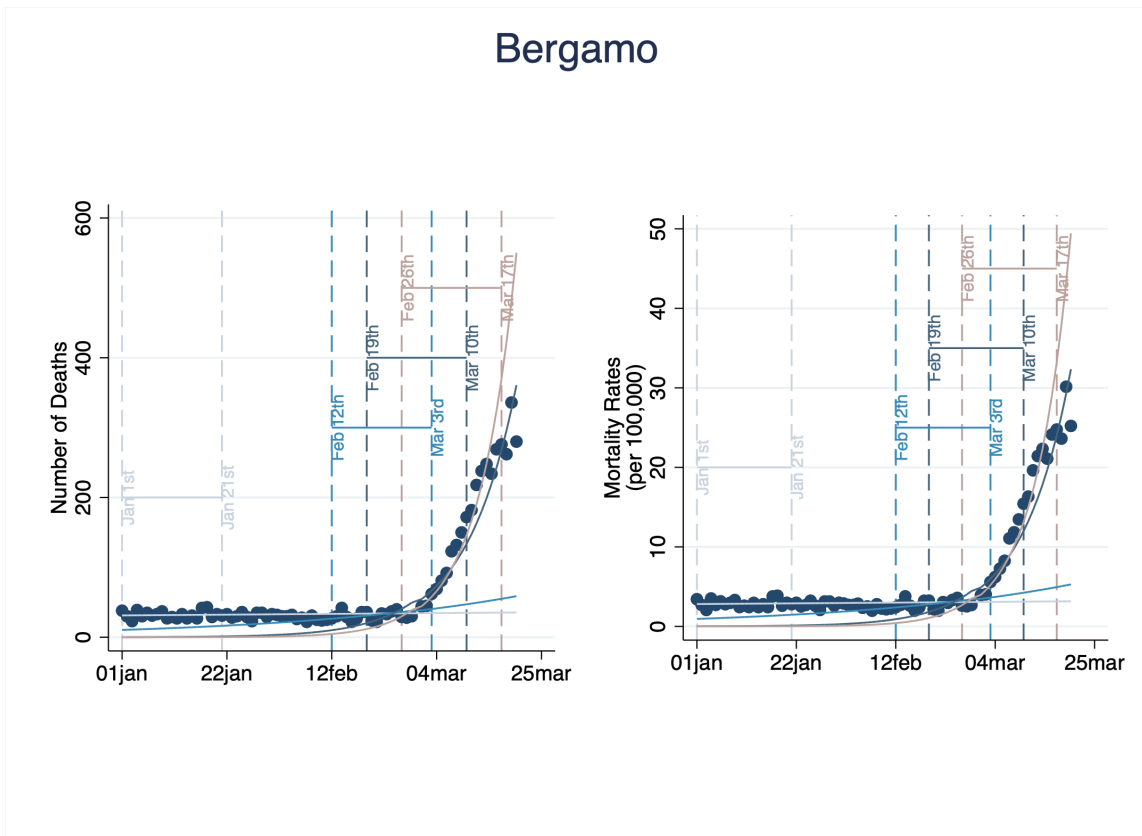 Bergamo
Number of Deaths
600
400
200
0
01jan 22jan 12feb 04mar 25mar
Jan 1st
Jan 21st
Feb 12th
Mar 3rd
Feb 19th
Mar 10th
Feb 26th
Mar 17th
Mortality Rates
(per 100,000)
50
40
30
20
10
0
01jan 22jan 12feb 04mar 25mar
Jan 1st
Jan 21st
Feb 12th
Mar 3rd
Feb 19th
Mar 10th
Feb 26th
Mar 17th